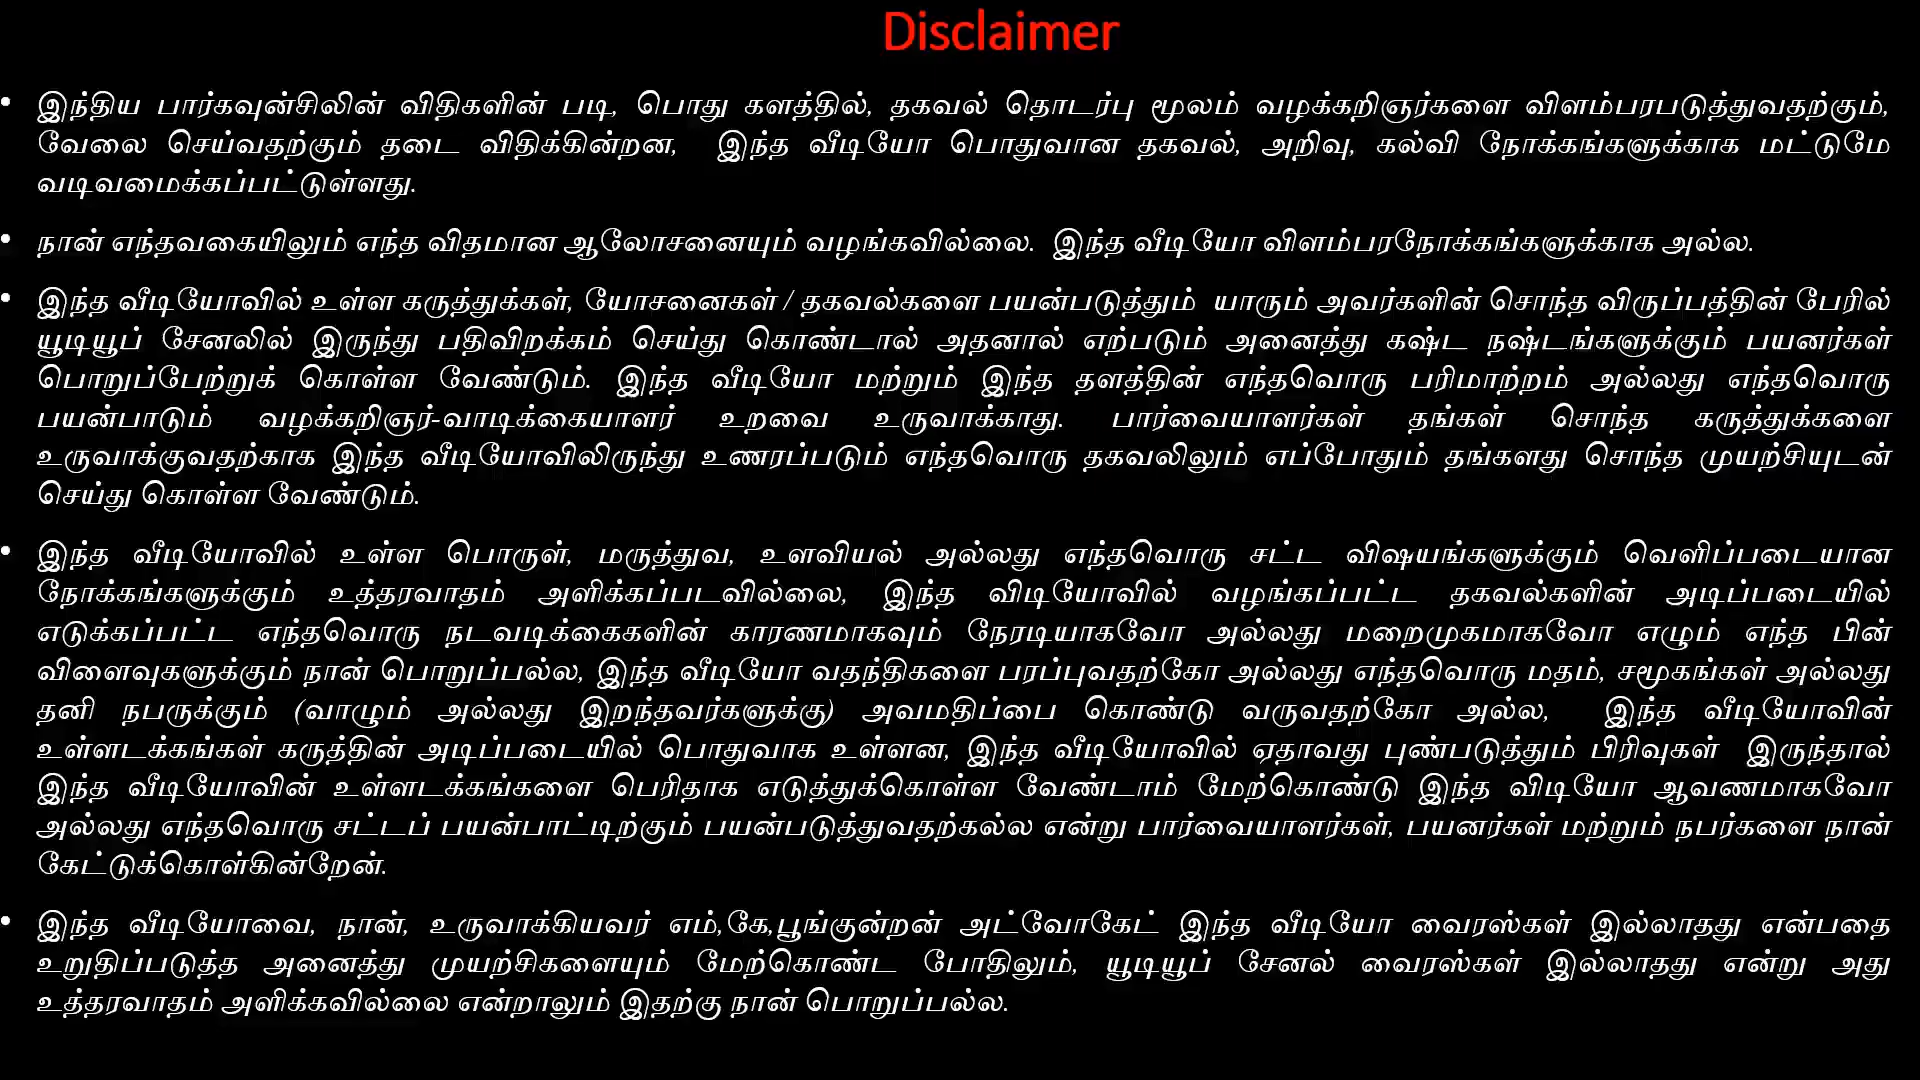 Disclaimer
• இந்திய பார்கவுன்சிலின் விதிகளின் படி, பொது களத்தில், தகவல் தொடர்பு மூலம் வழக்கறிஞர்களை விளம்பரபடுத்துவதற்கும்,
வேலை செய்வதற்கும் தடை விதிக்கின்றன, இந்த வீடியோ பொதுவான தகவல், அறிவு, கல்வி நோக்கங்களுக்காக மட்டுமே
வடிவமைக்கப்பட்டுள்ளது.
• நான் எந்தவகையிலும் எந்த விதமான ஆலோசனையும் வழங்கவில்லை. இந்த வீடியோ விளம்பரநோக்கங்களுக்காக அல்ல.
• இந்த வீடியோவில் உள்ள கருத்துக்கள், யோசனைகள் / தகவல்களை பயன்படுத்தும் யாரும் அவர்களின் சொந்த விருப்பத்தின் பேரில்
யூடியூப் சேனலில் இருந்து பதிவிறக்கம் செய்து கொண்டால் அதனால் எற்படும் அனைத்து கஷ்ட நஷ்டங்களுக்கும் பயனர்கள்
பொறுப்பேற்றுக் கொள்ள வேண்டும். இந்த வீடியோ மற்றும் இந்த தளத்தின் எந்தவொரு பரிமாற்றம் அல்லது எந்தவொரு
பயன்பாடும் வழக்கறிஞர்-வாடிக்கையாளர் உறவை உருவாக்காது. பார்வையாளர்கள் தங்கள் சொந்த கருத்துக்களை
உருவாக்குவதற்காக இந்த வீடியோவிலிருந்து உணரப்படும் எந்தவொரு தகவலிலும் எப்போதும் தங்களது சொந்த முயற்சியுடன்
செய்து கொள்ள வேண்டும்.
• இந்த வீடியோவில் உள்ள பொருள், மருத்துவ, உளவியல் அல்லது எந்தவொரு சட்ட விஷயங்களுக்கும் வெளிப்படையான
நோக்கங்களுக்கும் உத்தரவாதம் அளிக்கப்படவில்லை, இந்த விடியோவில் வழங்கப்பட்ட தகவல்களின் அடிப்படையில்
எடுக்கப்பட்ட எந்தவொரு நடவடிக்கைகளின் காரணமாகவும் நேரடியாகவோ அல்லது மறைமுகமாகவோ எழும் எந்த பின்
விளைவுகளுக்கும் நான் பொறுப்பல்ல, இந்த வீடியோ வதந்திகளை பரப்புவதற்கோ அல்லது எந்தவொரு மதம், சமூகங்கள் அல்லது
தனி நபருக்கும் (வாழும் அல்லது இறந்தவர்களுக்கு) அவமதிப்பை கொண்டு வருவதற்கோ அல்ல, இந்த வீடியோவின்
உள்ளடக்கங்கள் கருத்தின் அடிப்படையில் பொதுவாக உள்ளன, இந்த வீடியோவில் ஏதாவது புண்படுத்தும் பிரிவுகள் இருந்தால்
இந்த வீடியோவின் உள்ளடக்கங்களை பெரிதாக எடுத்துக்கொள்ள வேண்டாம் மேற்கொண்டு இந்த விடியோ ஆவணமாகவோ
அல்லது எந்தவொரு சட்டப் பயன்பாட்டிற்கும் பயன்படுத்துவதற்கல்ல என்று பார்வையாளர்கள், பயனர்கள் மற்றும் நபர்களை நான்
கேட்டுக்கொள்கின்றேன்.
• இந்த வீடியோவை, நான், உருவாக்கியவர் எம்,கே,பூங்குன்றன் அட்வோகேட் இந்த வீடியோ வைரஸ்கள் இல்லாதது என்பதை
உறுதிப்படுத்த அனைத்து முயற்சிகளையும் மேற்கொண்ட போதிலும், யூடியூப் சேனல் வைரஸ்கள் இல்லாதது என்று அது
உத்தரவாதம் அளிக்கவில்லை என்றாலும் இதற்கு நான் பொறுப்பல்ல.